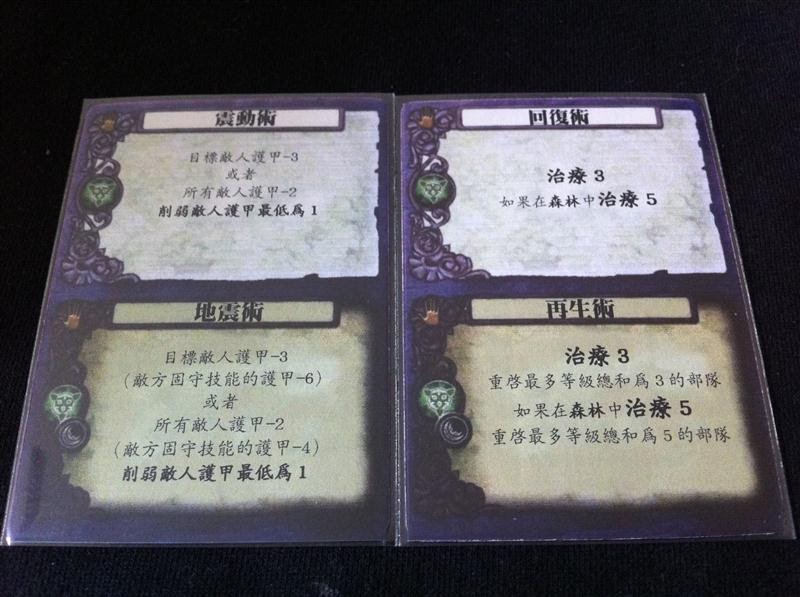 震動術
目標敵人護甲-3
或者
所有敵人護甲-2
削弱敵人護甲最低爲1
地震術
目標敵人護甲-3
（敵方固守技能的護甲-6）
或者
所有敵人護甲-2
（敵方固守技能的護甲-4）
削弱敵人護甲最低爲1
回復術
治療 3
如果在森林中治療 5
再生術
治療 3
重啓最多等級總和爲 3 的部隊
如果在森林中治療 5
重啓最多等級總和爲 5 的部隊